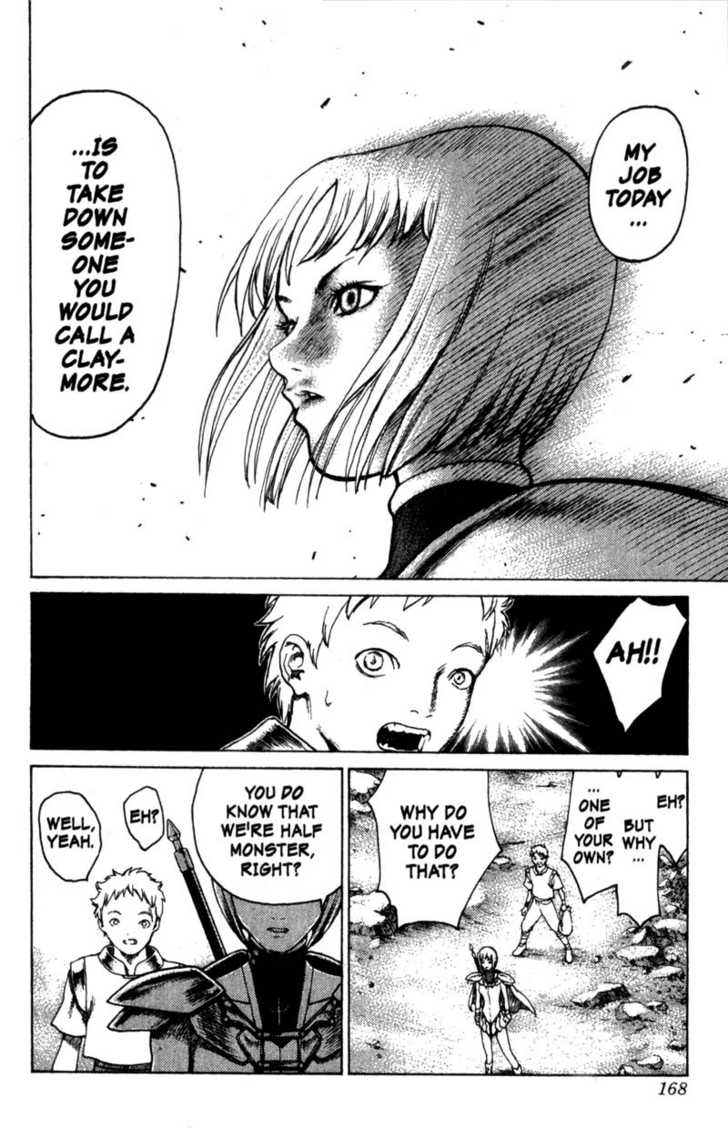 MY
JOB
TODAY
...
...IS
TO
TAKE
DOWN
SOME-
ONE
YOU
WOULD
CALL A
CLAY-
MORE.
AH!!
EH?
BUT
WHY
...
...
ONE
OF
YOUR
OWN?
WHY DO
YOU HAVE
TO DO
THAT?
YOU DO
KNOW THAT
WE'RE HALF
MONSTER,
RIGHT?
EH?
WELL,
YEAH.
168